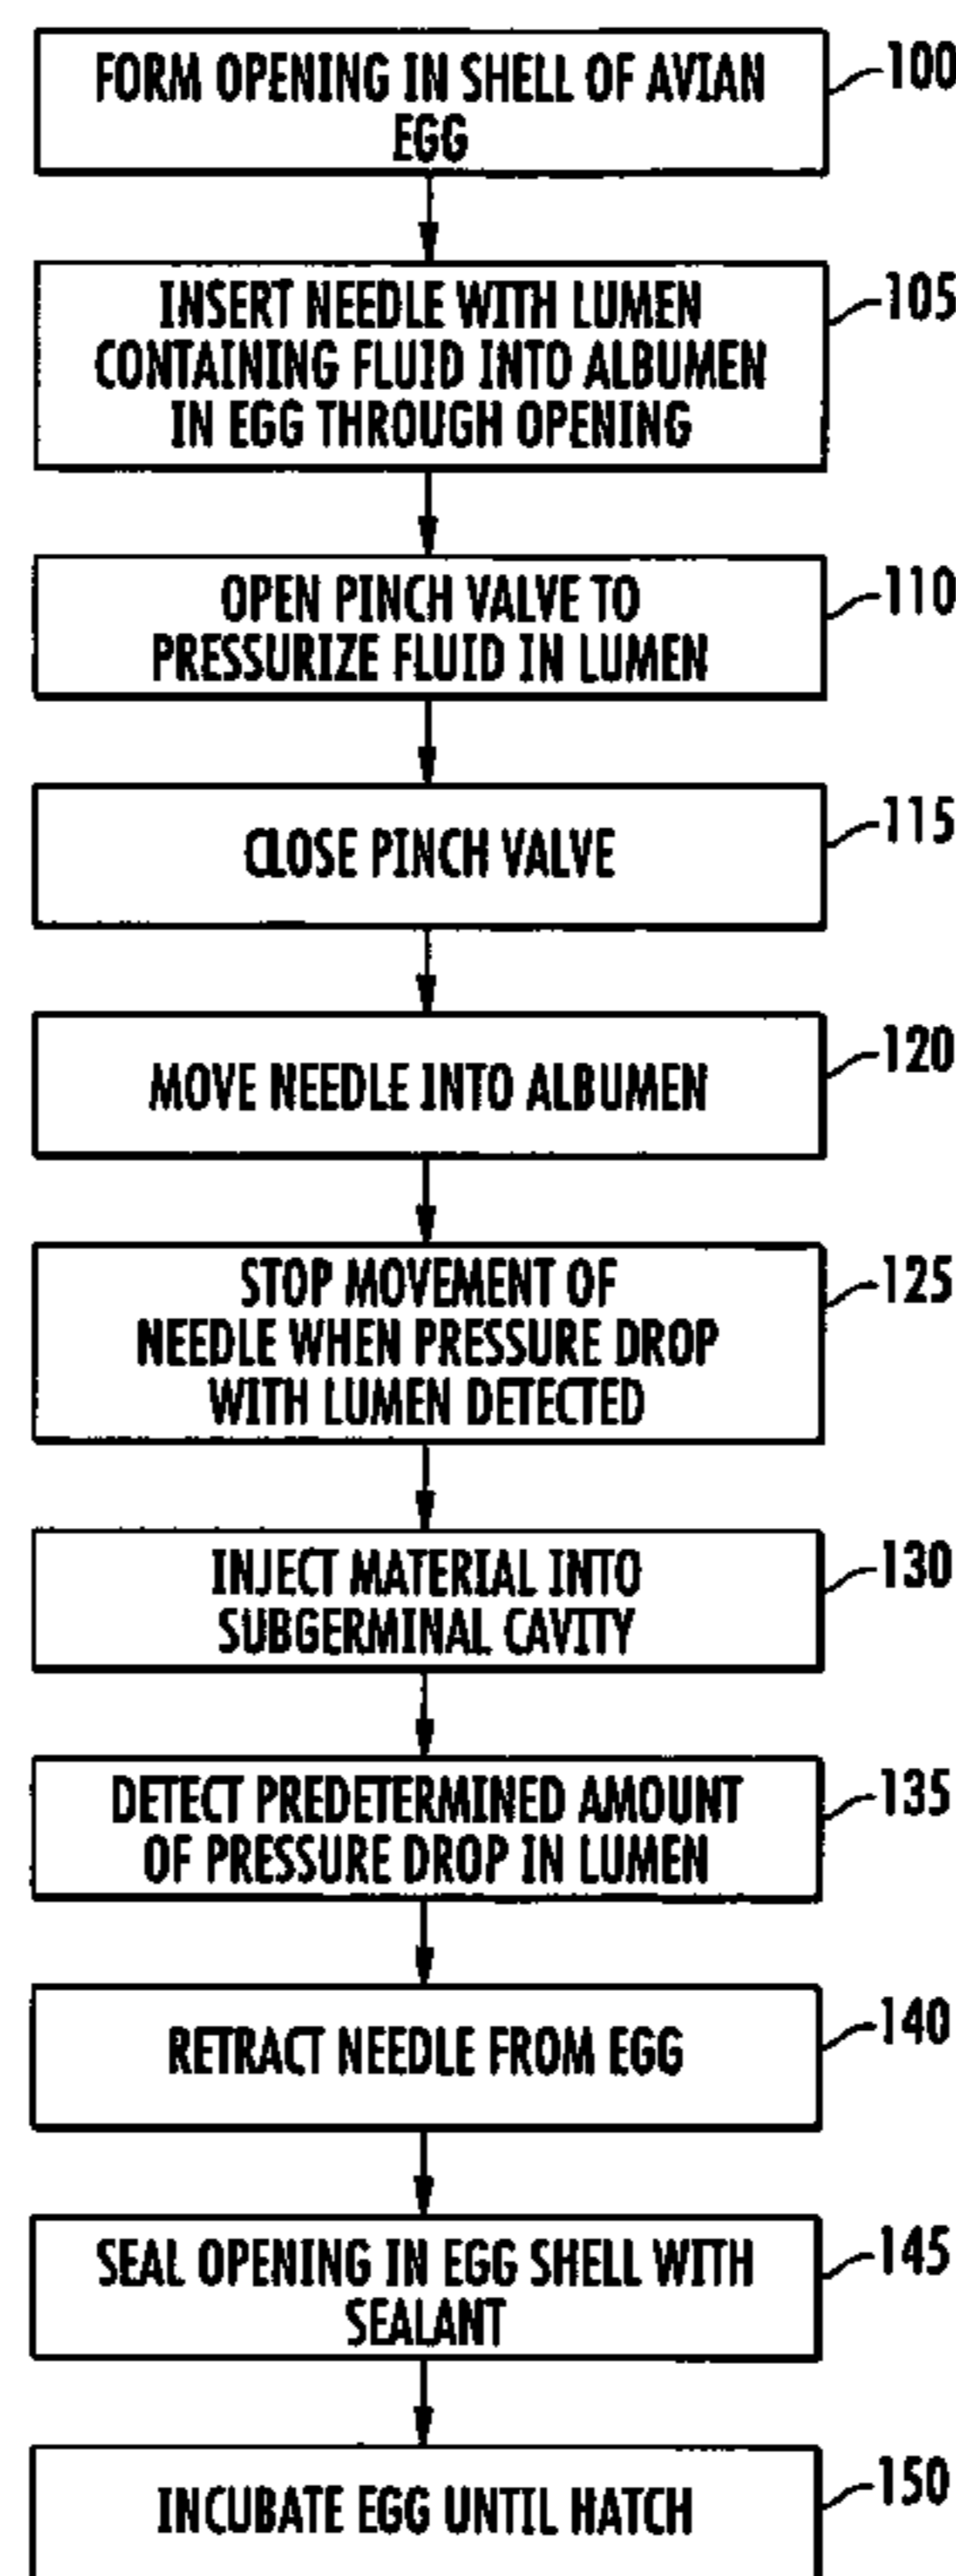 FORM OPENING IN SHELL OF AVIAN
EGG
100
INSERT NEEDLE WITH LUMEN
CONTAINING FLUID INTO ALBUMEN
IN EGG THROUGH OPENING
105
OPEN PINCH VALVE TO
PRESSURIZE FLUID IN LUMEN
110
CLOSE PINCH VALVE
115
MOVE NEEDLE INTO ALBUMEN
120
STOP MOVEMENT OF
NEEDLE WHEN PRESSURE DROP
WITH LUMEN DETECTED
125
INJECT MATERIAL INTO
SUBGERMINAL CAVITY
130
DETECT PREDETERMINED AMOUNT
OF PRESSURE DROP IN LUMEN
135
RETRACT NEEDLE FROM EGG
140
SEAL OPENING IN EGG SHELL WITH
SEALANT
145
INCUBATE EGG UNTIL HATCH
150